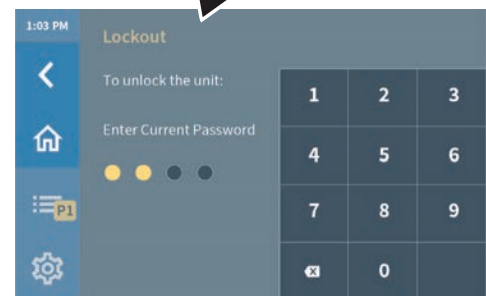 1:03 PM
Lockout
To unlock the unit:
Enter Current Password
P1
1 2 3
4 5 6
7 8 9
0